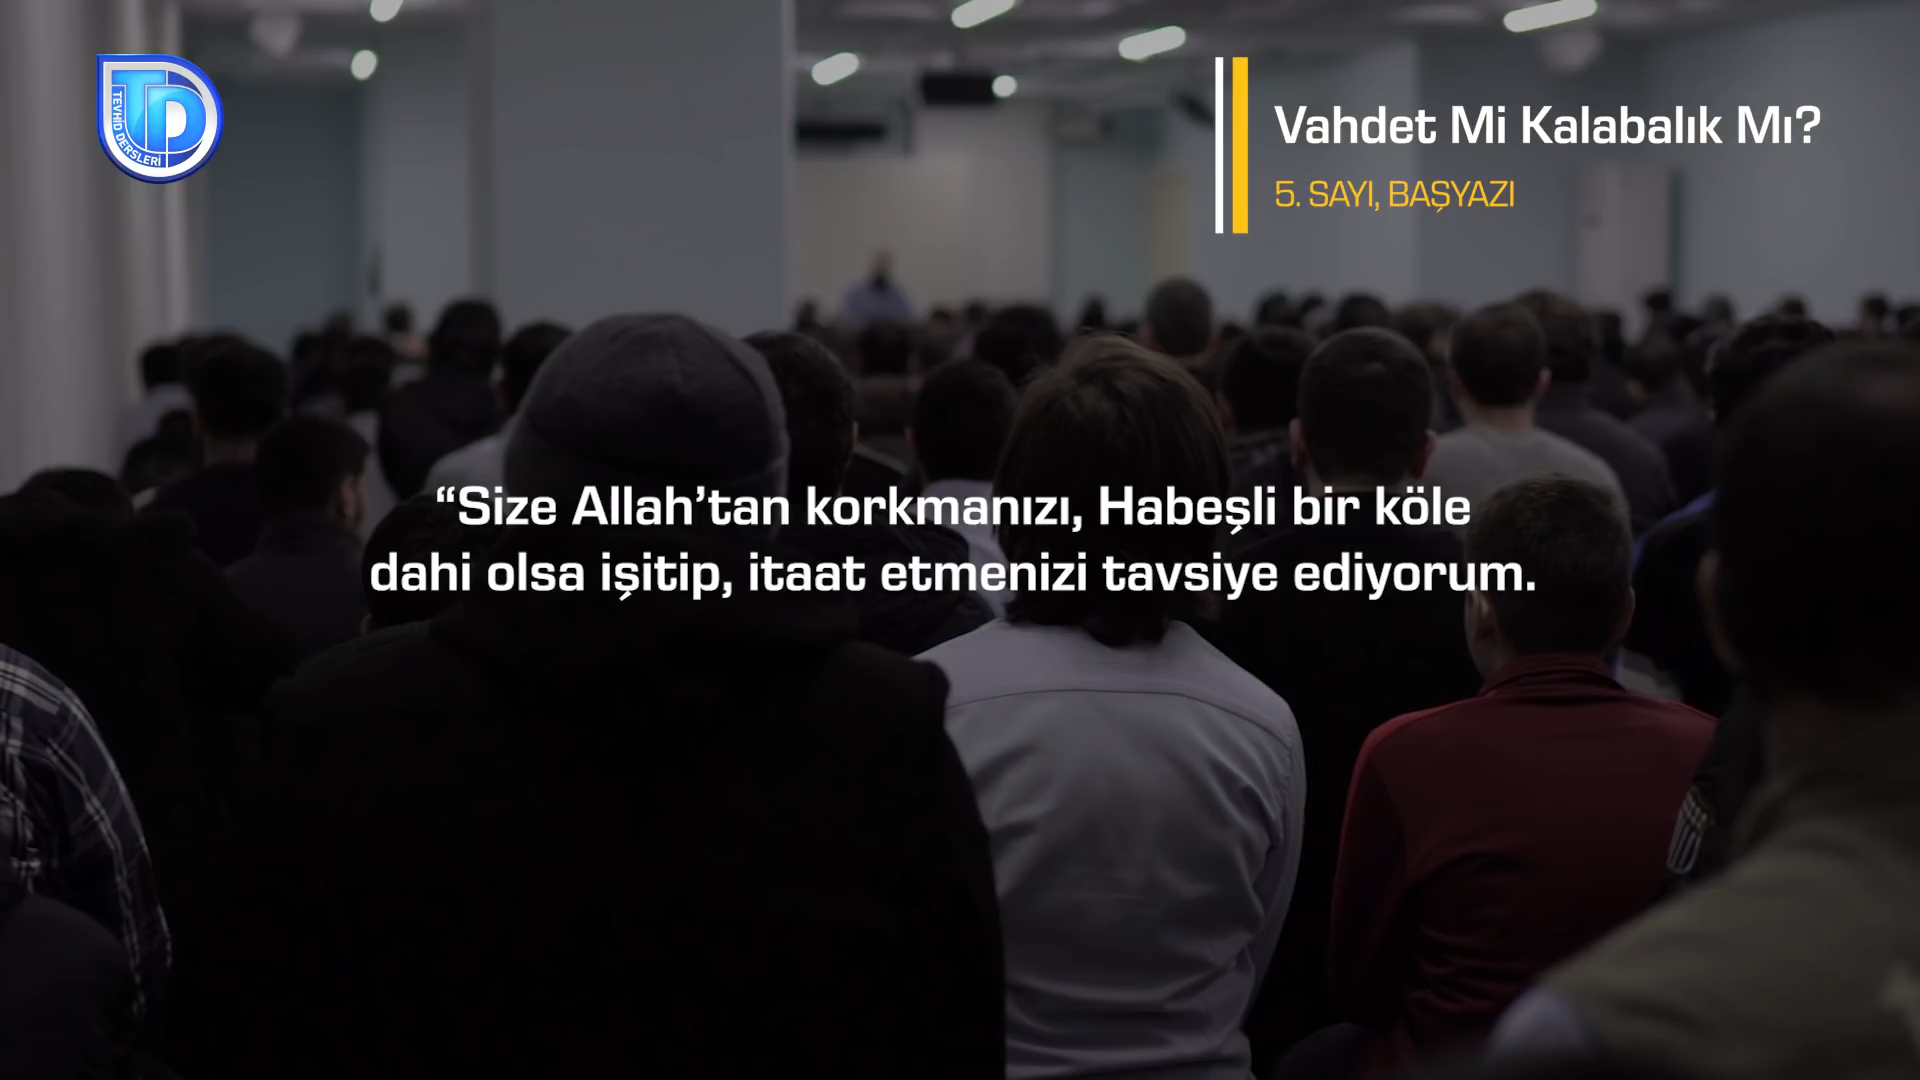 TD
TEVHİD DERSLERİ
Vahdet Mi Kalabalık Mı?
5. SAYI, BAŞYAZI
“Size Allah’tan korkmanızı, Habeşli bir köle
dahi olsa işitip, itaat etmenizi tavsiye ediyorum.